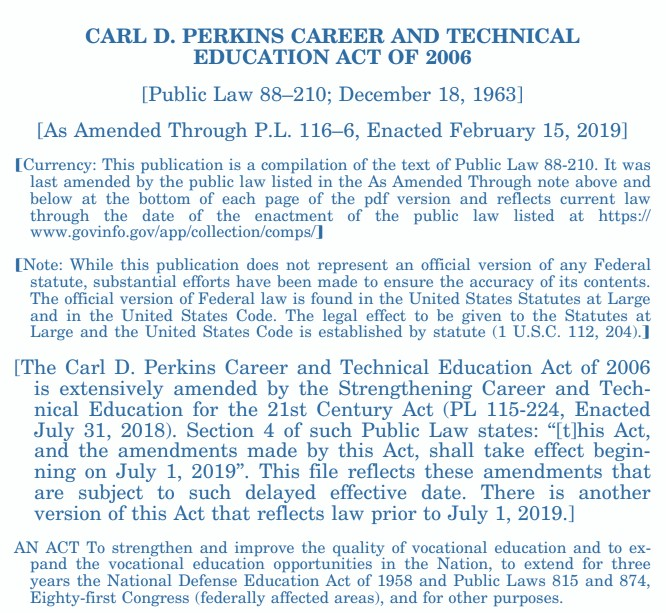 CARL D. PERKINS CAREER AND TECHNICAL
EDUCATION ACT OF 2006
[Public Law 88–210; December 18, 1963]
[As Amended Through P.L. 116–6, Enacted February 15, 2019]
[Currency: This publication is a compilation of the text of Public Law 88-210. It was
last amended by the public law listed in the As Amended Through note above and
below at the bottom of each page of the pdf version and reflects current law
through the date of the enactment of the public law listed at https://
www.govinfo.gov/app/collection/comps/]
[Note: While this publication does not represent an official version of any Federal
statute, substantial efforts have been made to ensure the accuracy of its contents.
The official version of Federal law is found in the United States Statutes at Large
and in the United States Code. The legal effect to be given to the Statutes at
Large and the United States Code is established by statute (1 U.S.C. 112, 204).]
[The Carl D. Perkins Career and Technical Education Act of 2006
is extensively amended by the Strengthening Career and Tech-
nical Education for the 21st Century Act (PL 115-224, Enacted
July 31, 2018). Section 4 of such Public Law states: “[t]his Act,
and the amendments made by this Act, shall take effect begin-
ning on July 1, 2019”. This file reflects these amendments that
are subject to such delayed effective date. There is another
version of this Act that reflects law prior to July 1, 2019.]
AN ACT To strengthen and improve the quality of vocational education and to ex-
pand the vocational education opportunities in the Nation, to extend for three
years the National Defense Education Act of 1958 and Public Laws 815 and 874,
Eighty-first Congress (federally affected areas), and for other purposes.